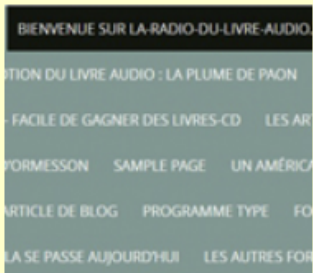 BIENVENUE SUR LA-RADIO-DU-LIVRE-AUDIO.
TION DU LIVRE AUDIO : LA PLUME DE PAON
- FACILE DE GAGNER DES LIVRES-CD LES AR
D'ORMESSON SAMPLE PAGE UN AMÉRICA
ARTICLE DE BLOG PROGRAMME TYPE FO
LA SE PASSE AUJOURD'HUI LES AUTRES FOR